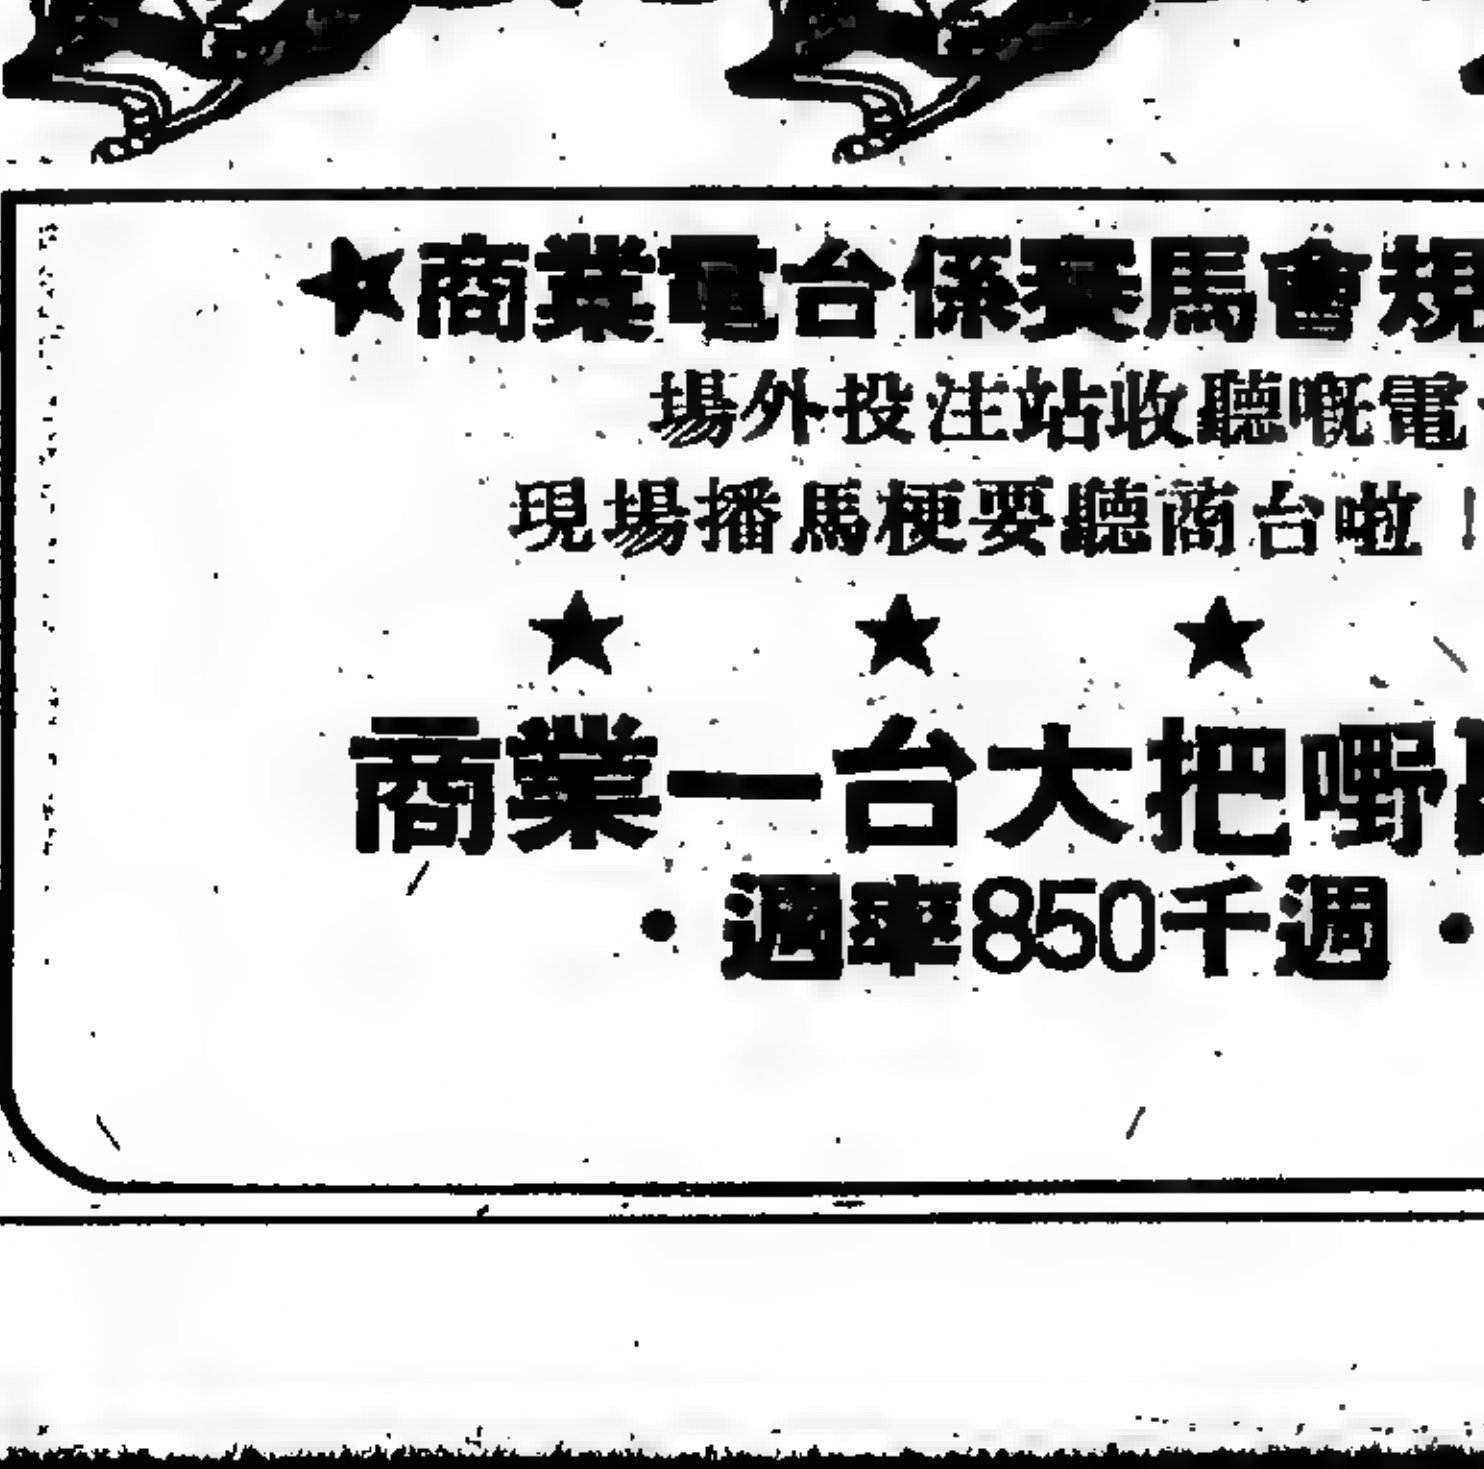 ★商業電台係賽馬會規
場外投注站收聽嘅電
現場播馬梗要聽商台啦！
★ ★ ★
商業一台大把嘢
・週率850千週・